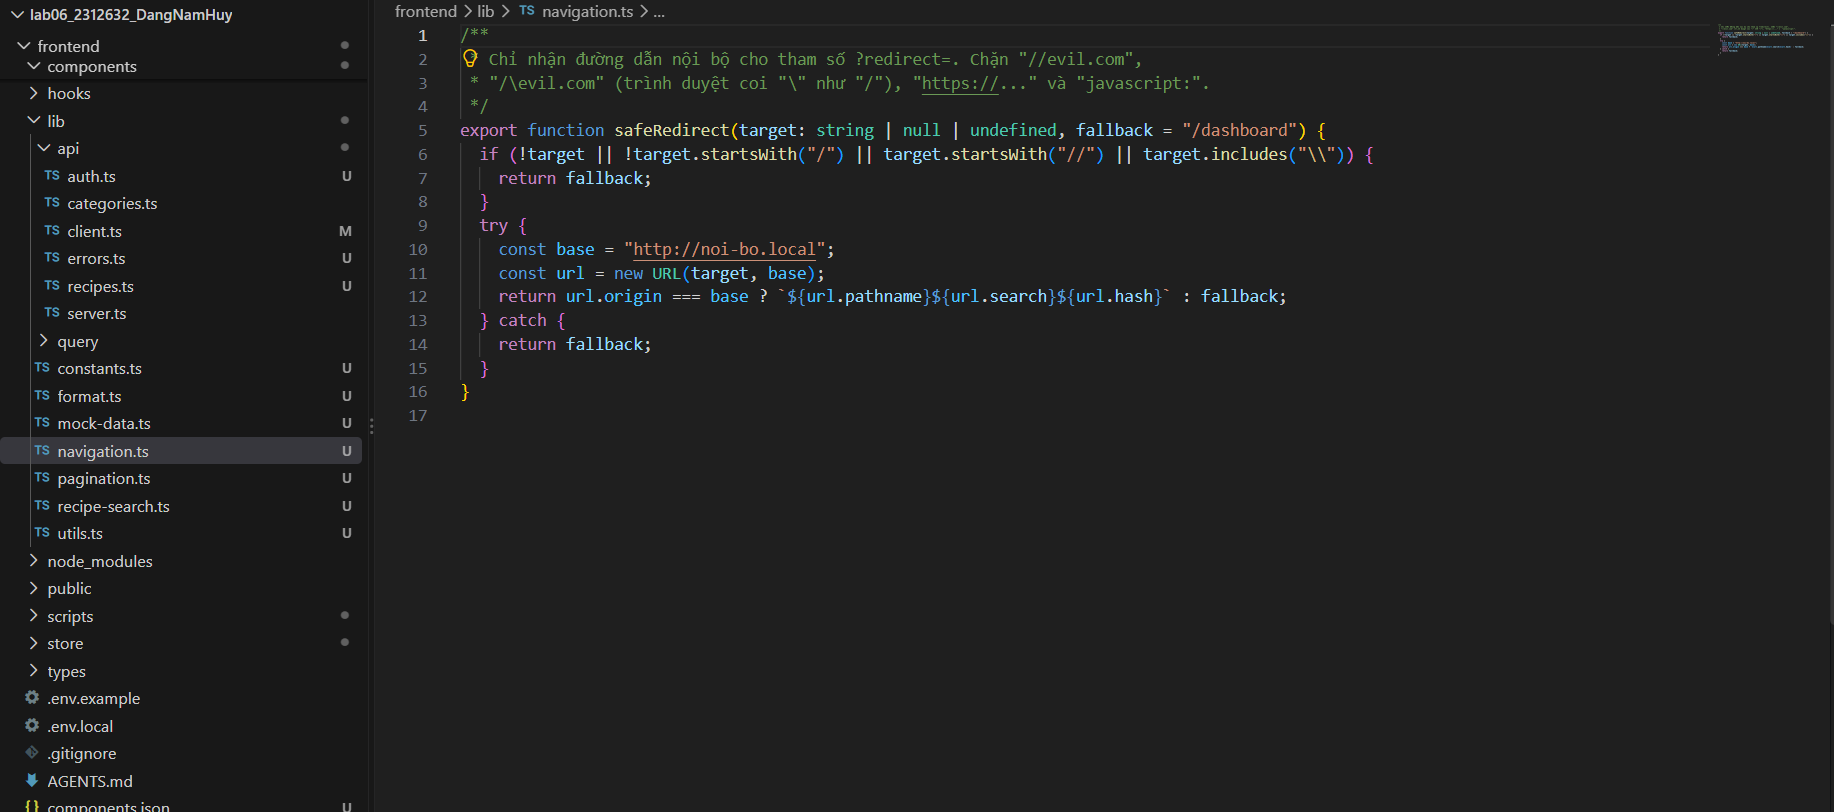 lab06_2312632_DangNamHuy
frontend
components
hooks
lib
api
TS auth.ts U
TS categories.ts
TS client.ts M
TS errors.ts U
TS recipes.ts U
TS server.ts
query
TS constants.ts U
TS format.ts U
TS mock-data.ts U
TS navigation.ts U
TS pagination.ts U
TS recipe-search.ts U
TS utils.ts U
node_modules
public
scripts
store
types
.env.example
.env.local
.gitignore
AGENTS.md
{} components.json U
frontend > lib > TS navigation.ts > ...
1 /**
2 Chỉ nhận đường dẫn nội bộ cho tham số ?redirect=. Chặn "//evil.com",
3 * "/\evil.com" (trình duyệt coi "\" như "/"), "https://..." và "javascript:".
4 */
5 export function safeRedirect(target: string | null | undefined, fallback = "/dashboard") {
6 if (!target || !target.startsWith("/") || target.startsWith("//") || target.includes("\\")) {
7 return fallback;
8 }
9 try {
10 const base = "http://noi-bo.local";
11 const url = new URL(target, base);
12 return url.origin === base ? `${url.pathname}${url.search}${url.hash}` : fallback;
13 } catch {
14 return fallback;
15 }
16 }
17